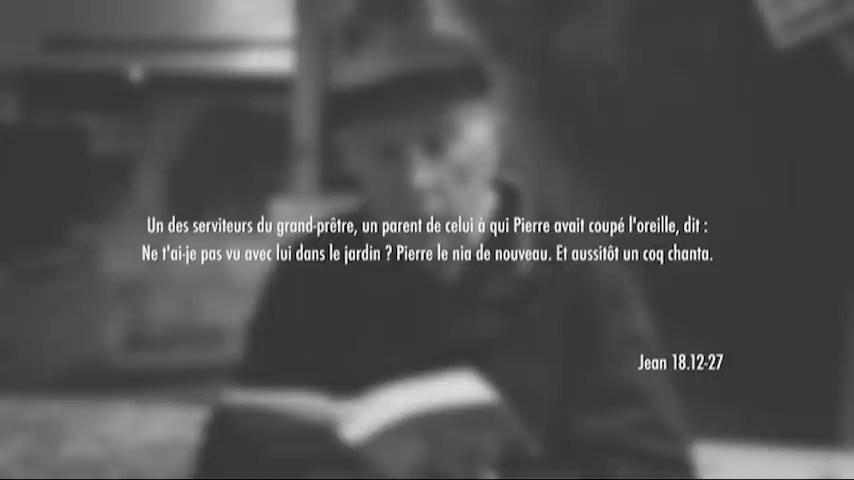 Un des serviteurs du grand-prêtre, un parent de celui à qui Pierre avait coupé l'oreille, dit :
Ne t'ai-je pas vu avec lui dans le jardin ? Pierre le nia de nouveau. Et aussitôt un coq chanta.
Jean 18.12-27